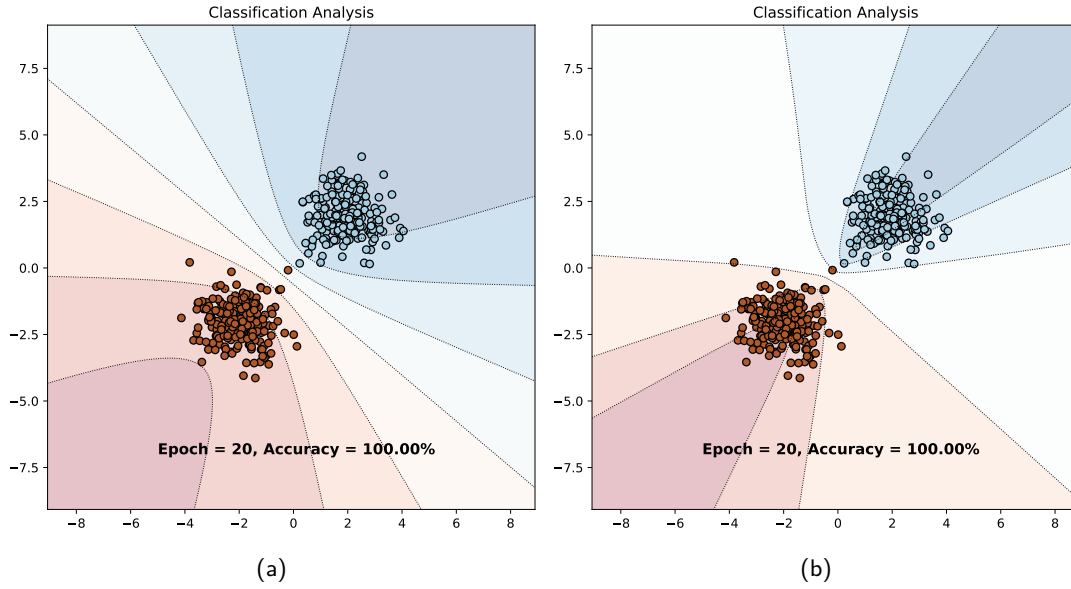 Classification Analysis
7.5
5.0
2.5
0.0
−2.5
−5.0
−7.5
Epoch = 20, Accuracy = 100.00%
−8 −6 −4 −2 0 2 4 6 8
(a)
Classification Analysis
7.5
5.0
2.5
0.0
−2.5
−5.0
−7.5
Epoch = 20, Accuracy = 100.00%
−8 −6 −4 −2 0 2 4 6 8
(b)